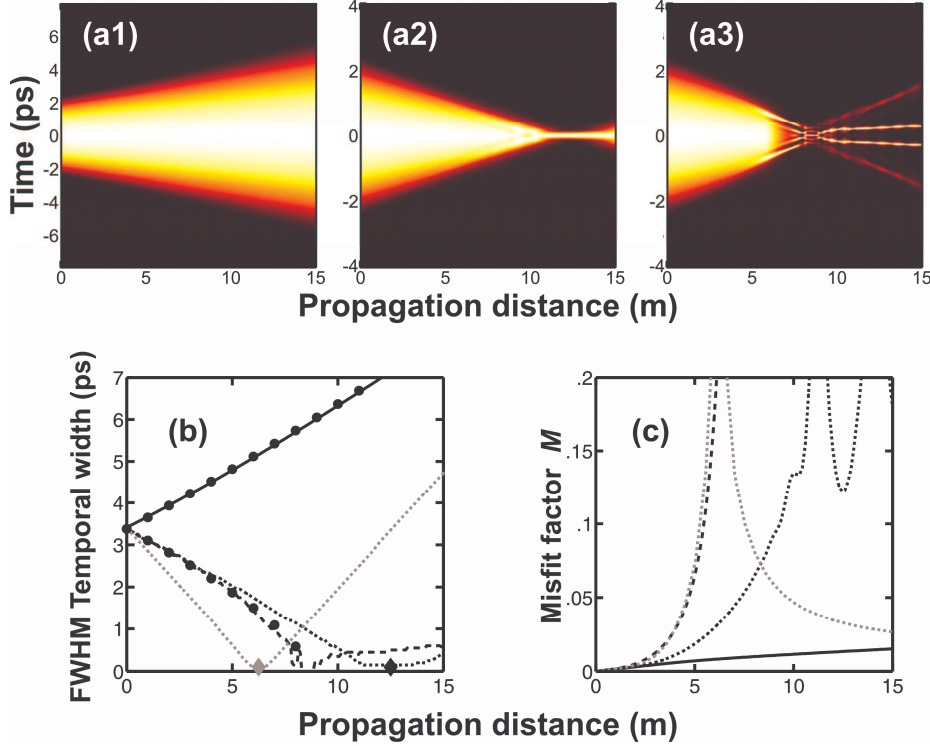 (a1) (a2) (a3)
Time (ps)
6 4 2 0 -2 -4 -6
4 2 0 -2 -4
4 2 0 -2 -4
0 5 10 15 0 5 10 15 0 5 10 15
Propagation distance (m)
(b) (c)
FWHM Temporal width (ps)
7 6 5 4 3 2 1 0
0 5 10 15
Misfit factor M
.2 .15 .1 0.05 0
0 5 10 15
Propagation distance (m)